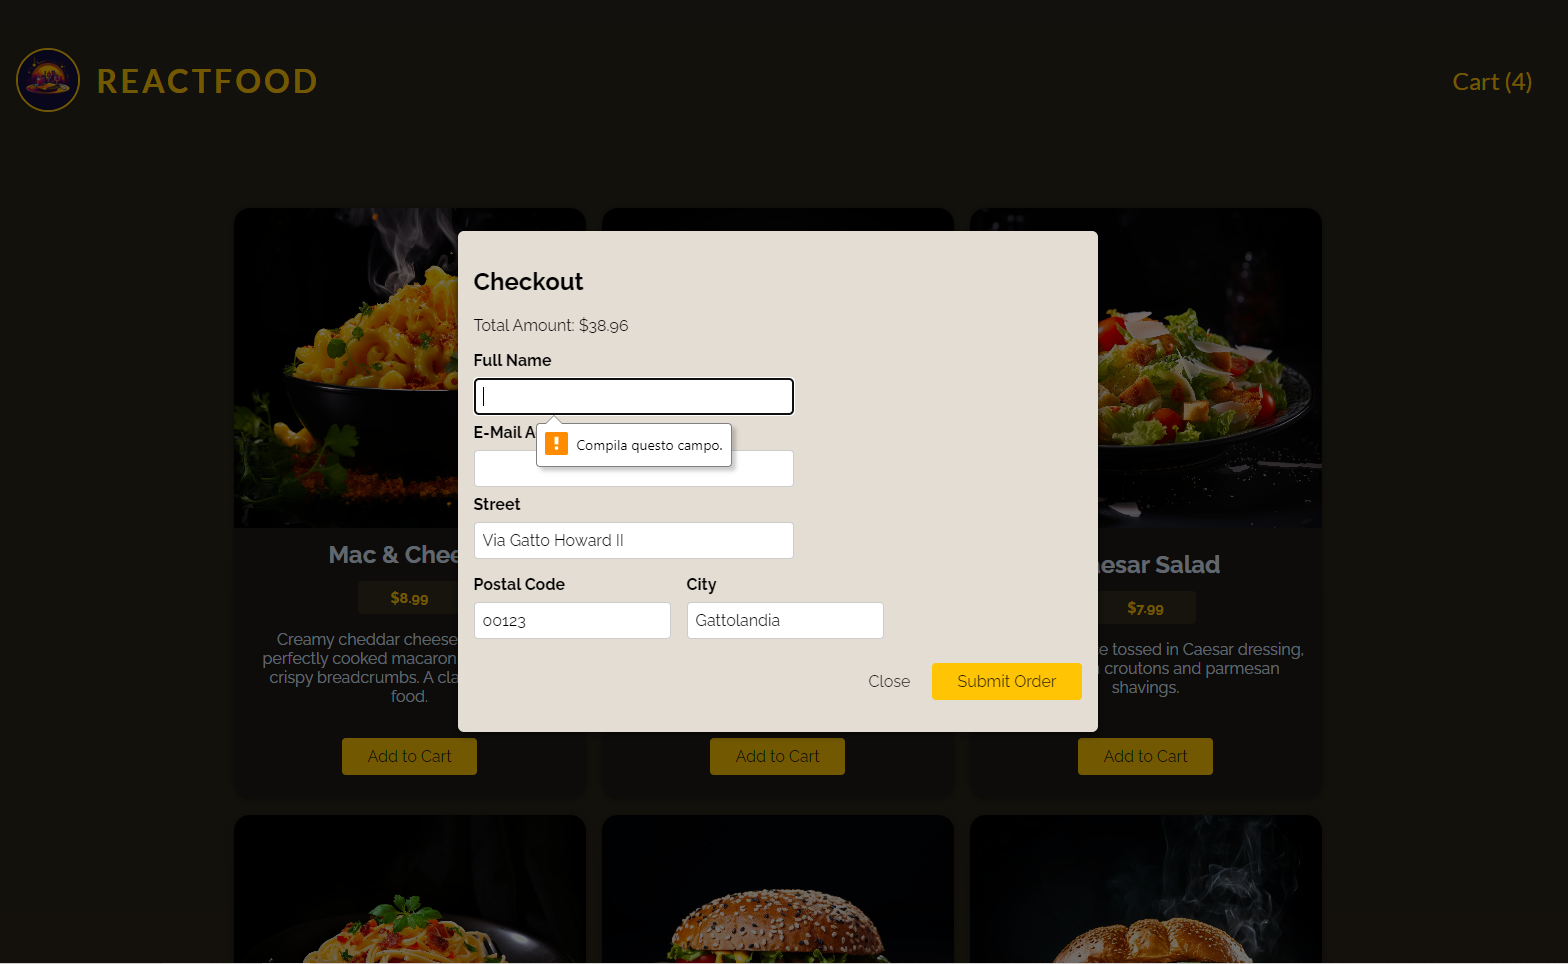 REACTFOOD
Cart (4)
Checkout
Total Amount: $38.96
Full Name
Compila questo campo.
E-Mail A
Street
Via Gatto Howard II
Postal Code
City
00123
Gattolandia
Close
Submit Order
Mac & Chee
$8.99
Creamy cheddar cheese
perfectly cooked macaron
crispy breadcrumbs. A cla
food.
Add to Cart
Add to Cart
esar Salad
$7.99
e tossed in Caesar dressing,
croutons and parmesan
shavings.
Add to Cart